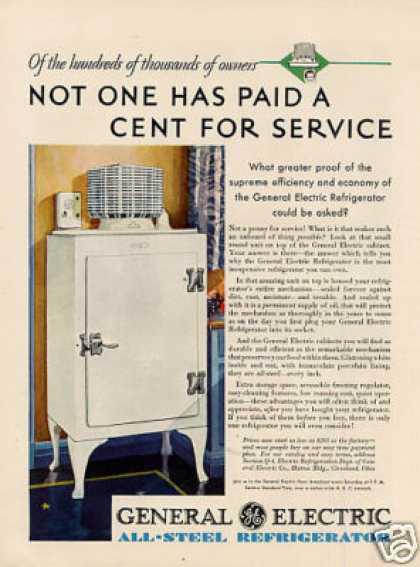 Of the hundreds of thousands of owners
NOT ONE HAS PAID A
CENT FOR SERVICE
What greater proof of the
supreme efficiency and economy of
the General Electric Refrigerator
could be asked?
Not a penny for service! What is it that makes such
an unheard of thing possible? Look at that small
round unit on top of the General Electric cabinet.
Your answer is there—the answer which tells you
why the General Electric Refrigerator is the most
inexpensive refrigerator you can own.
In that amazing unit on top is housed your refrig-
erator's entire mechanism—sealed forever against
dirt, rust, moisture—and trouble. And sealed up
with it is a permanent supply of oil, that will protect
the mechanism as thoroughly in the years to come
as on the day you first plug your General Electric
Refrigerator into its socket.
And the General Electric cabinets you will find as
durable and efficient as the remarkable mechanism
that preserves your food within them. Glistening white
inside and out, with immaculate porcelain lining,
they are all-steel—every inch.
Extra storage space, accessible freezing regulator,
easy-cleaning features, low running cost, quiet oper-
ation—these advantages you will often think of and
appreciate, after you have bought your refrigerator.
If you think of them before you buy, there is only
one refrigerator you will even consider!
Prices now start as low as $205 at the factory—
and most people buy on our easy time payment
plan. For our catalog and easy terms, address
Section Electric Refrigeration Dept. of Gen-
eral Electric Co., Hanna Bldg., Cleveland, Ohio
Join us in the General Electric Hour, broadcast every Saturday at P. M.
Eastern Standard Time, over a nation-wide N. B. C. network.
GENERAL GE ELECTRIC
ALL-STEEL REFRIGERATOR